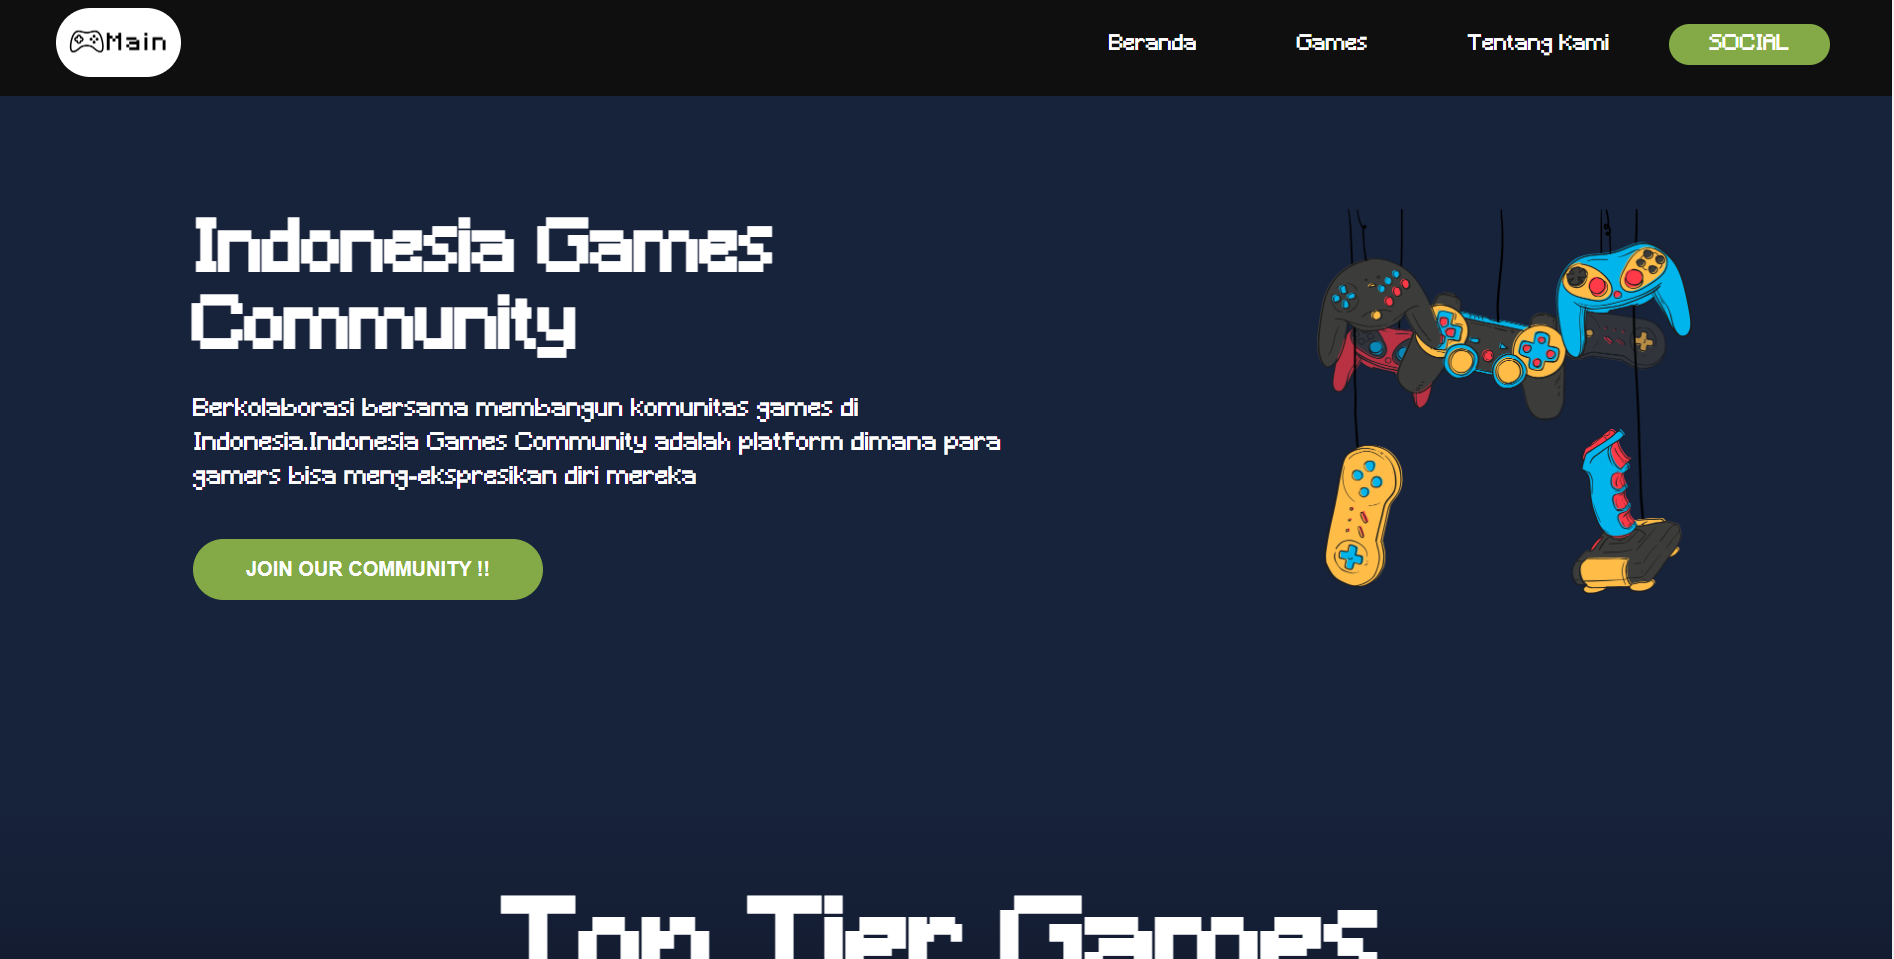 Main
Beranda
Games
Tentang Kami
SOCIAL
Indonesia Games
Community
Berkolaborasi bersama membangun komunitas games di
Indonesia.Indonesia Games Community adalah platform dimana para
gamers bisa meng-ekspresikan diri mereka
JOIN OUR COMMUNITY !!
Top Tier Games